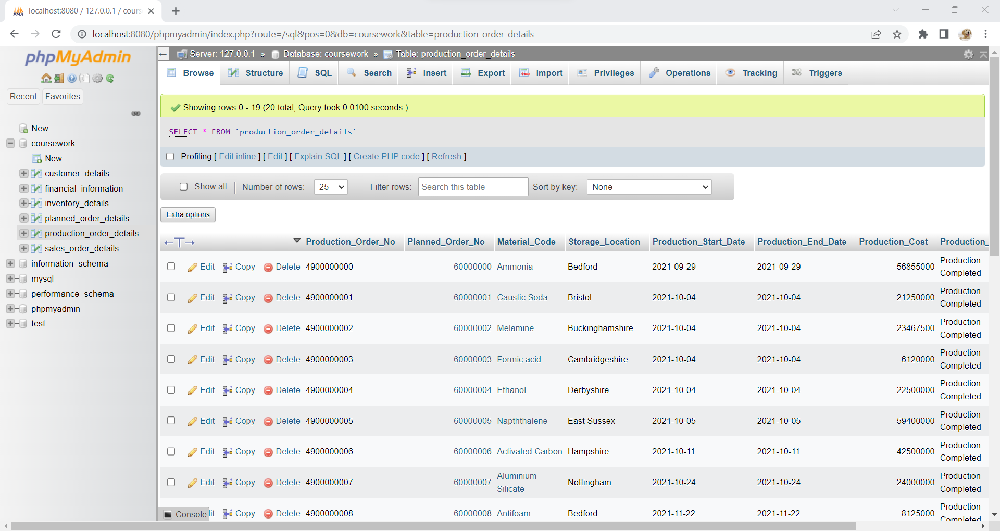 localhost:8080 / 127.0.0.1 / cours
localhost:8080/phpmyadmin/index.php?route=/sql&pos=0&db=coursework&table=production_order_details
phpMyAdmin
Recent Favorites
New
coursework
New
customer_details
financial_information
inventory_details
planned_order_details
production_order_details
sales_order_details
information_schema
mysql
performance_schema
phpmyadmin
test
Server: 127.0.0.1 » Database: coursework » Table: production_order_details
Browse Structure SQL Search Insert Export Import Privileges Operations Tracking Triggers
Showing rows 0 - 19 (20 total, Query took 0.0100 seconds.)
SELECT * FROM `production_order_details`
Profiling [ Edit inline ] [ Edit ] [ Explain SQL ] [ Create PHP code ] [ Refresh ]
Show all Number of rows: 25 Filter rows: Search this table Sort by key: None
Extra options
←T→ Production_Order_No Planned_Order_No Material_Code Storage_Location Production_Start_Date Production_End_Date Production_Cost Production_
Edit Copy Delete 4900000000 60000000 Ammonia Bedford 2021-09-29 2021-09-29 56855000 Production
Completed
Edit Copy Delete 4900000001 60000001 Caustic Soda Bristol 2021-10-04 2021-10-04 21250000 Production
Completed
Edit Copy Delete 4900000002 60000002 Melamine Buckinghamshire 2021-10-04 2021-10-04 23467500 Production
Completed
Edit Copy Delete 4900000003 60000003 Formic acid Cambridgeshire 2021-10-04 2021-10-04 6120000 Production
Completed
Edit Copy Delete 4900000004 60000004 Ethanol Derbyshire 2021-10-04 2021-10-04 22500000 Production
Completed
Edit Copy Delete 4900000005 60000005 Napththalene East Sussex 2021-10-05 2021-10-05 59400000 Production
Completed
Edit Copy Delete 4900000006 60000006 Activated Carbon Hampshire 2021-10-11 2021-10-11 42500000 Production
Completed
Edit Copy Delete 4900000007 60000007 Aluminium Silicate Nottingham 2021-10-24 2021-10-24 24000000 Production
Completed
Console it Copy Delete 4900000008 60000008 Antifoam Bedford 2021-11-22 2021-11-22 8125000 Production
Completed